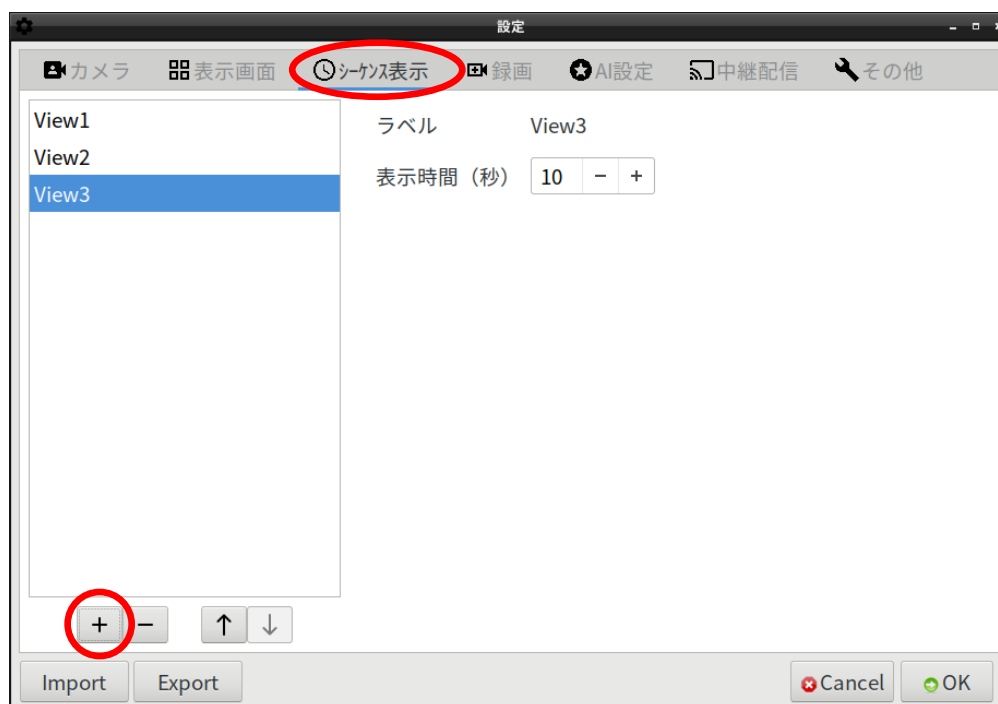 設定
カメラ 表示画面 シーケンス表示 録画 AI設定 中継配信 その他
View1
View2
View3
ラベル View3
表示時間（秒） 10 − +
+ − ↑ ↓
Import Export Cancel OK